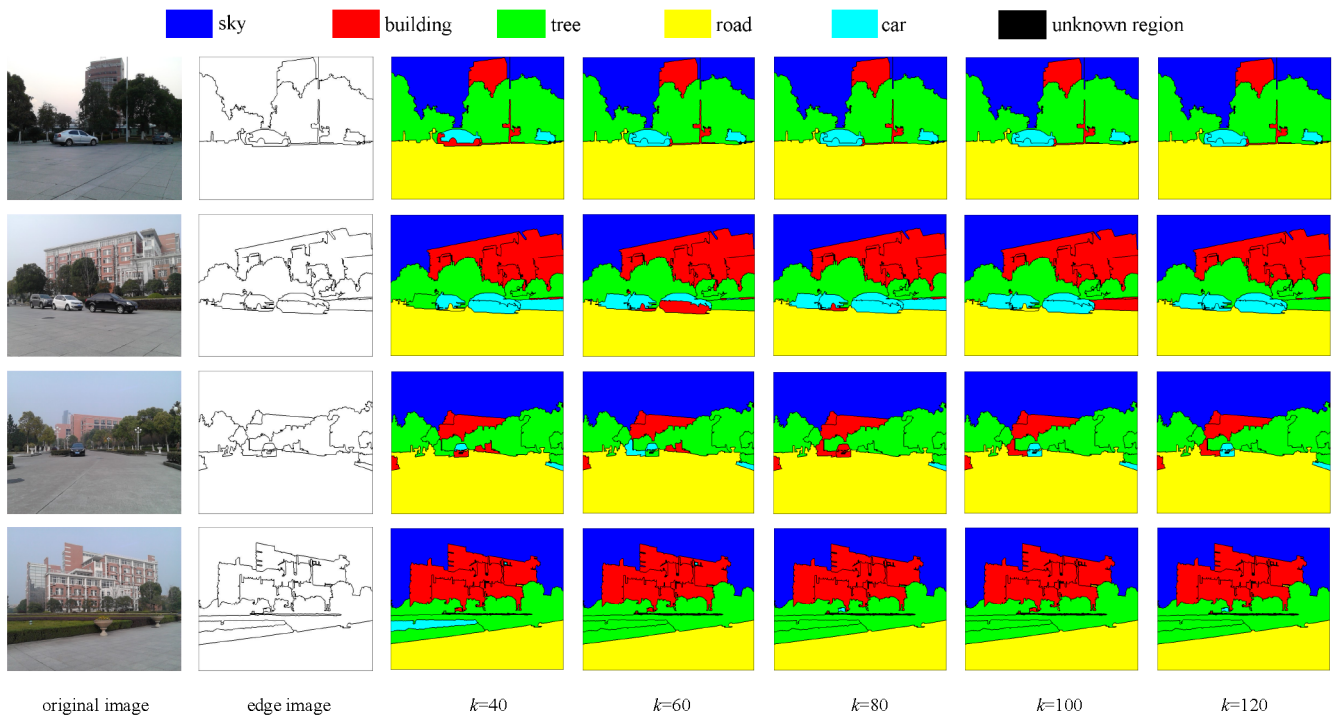 sky building tree road car unknown region
original image edge image k=40 k=60 k=80 k=100 k=120